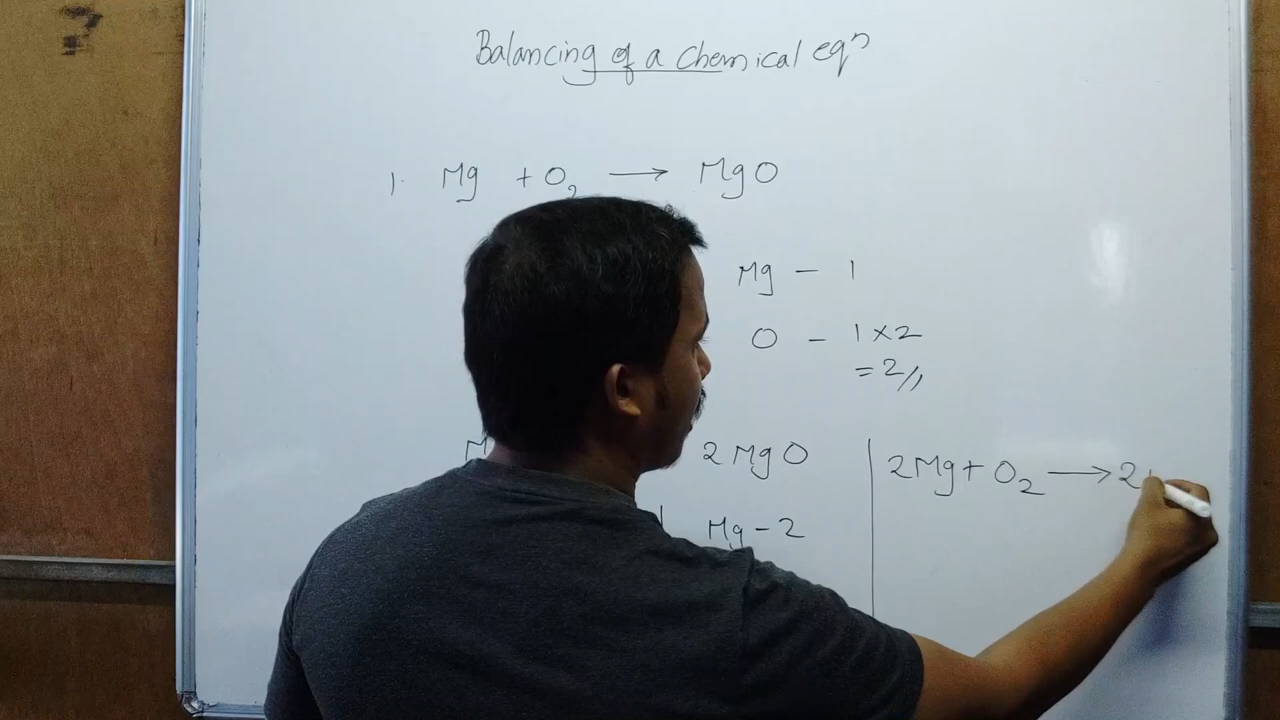 Balancing of a chemical eqn
1. Mg + O2 → MgO
Mg – 1
O – 1 × 2
= 2//
2 MgO
Mg – 2
2Mg + O2 → 2